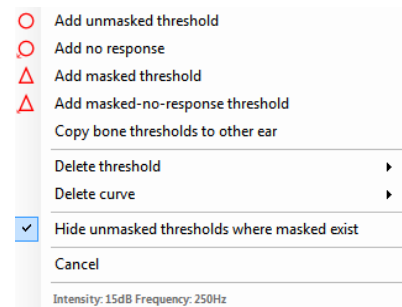 Add unmasked threshold
Add no response
Add masked threshold
Add masked-no-response threshold
Copy bone thresholds to other ear
Delete threshold
Delete curve
Hide unmasked thresholds where masked exist
Cancel
Intensity: 15dB Frequency: 250Hz